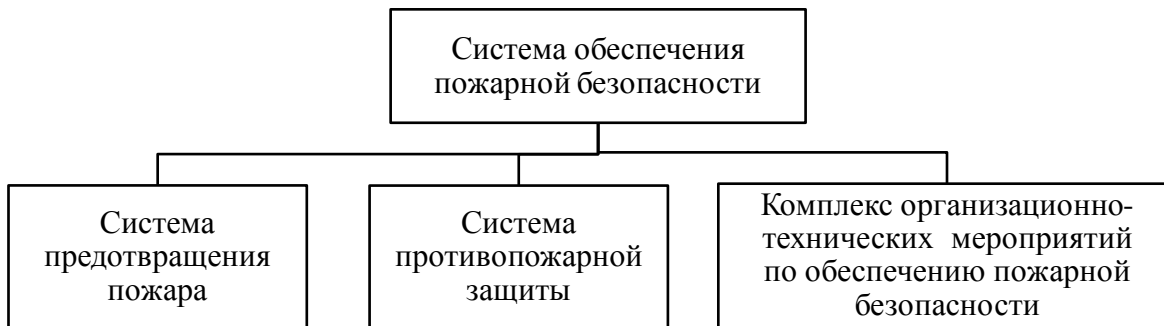 Система обеспечения
пожарной безопасности
Система
предотвращения
пожара
Система
противопожарной
защиты
Комплекс организационно-
технических мероприятий
по обеспечению пожарной
безопасности